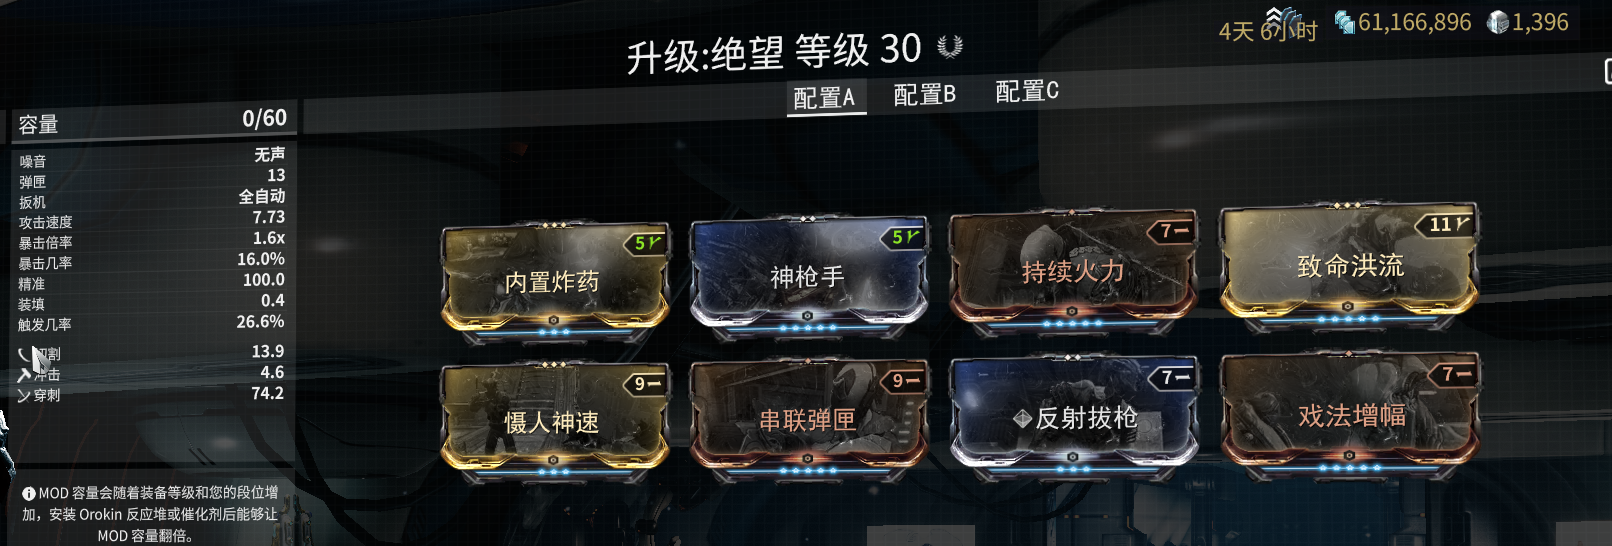 4天 6小时 61,166,896 1,396
升级:绝望 等级 30
配置A 配置B 配置C
容量 0/60
噪音 无声
弹匣 13
扳机 全自动
攻击速度 7.73
暴击倍率 1.6x
暴击几率 16.0%
精准 100.0
装填 0.4
触发几率 26.6%
切割 13.9
冲击 4.6
穿刺 74.2
MOD 容量会随着装备等级和您的段位增
加，安装 Orokin 反应堆或催化剂后能够让
MOD 容量翻倍。
5 5 7 11
内置炸药 神枪手 持续火力 致命洪流
9 9 7 7
慑人神速 串联弹匣 反射拔枪 戏法增幅